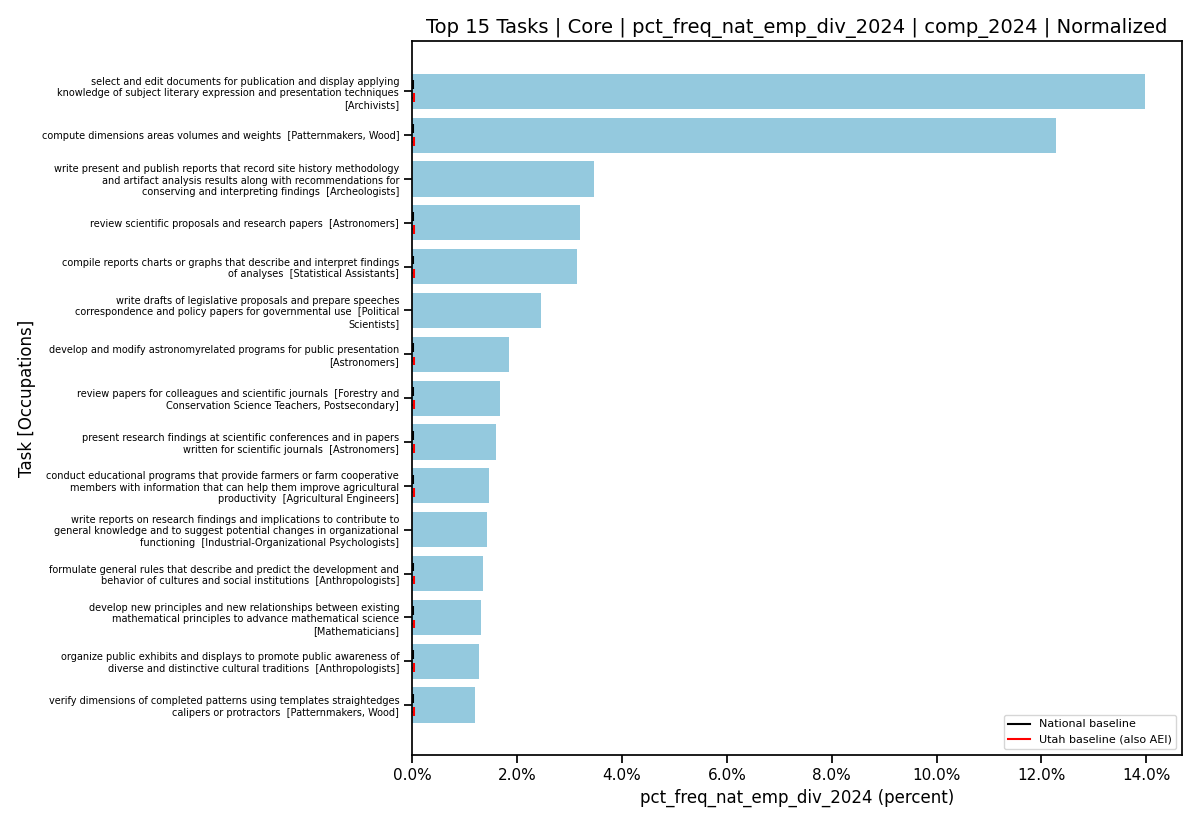 Top 15 Tasks | Core | pct_freq_nat_emp_div_2024 | comp_2024 | Normalized
select and edit documents for publication and display applying
knowledge of subject literary expression and presentation techniques
[Archivists]
compute dimensions areas volumes and weights  [Patternmakers, Wood]
write present and publish reports that record site history methodology
and artifact analysis results along with recommendations for
conserving and interpreting findings  [Archeologists]
review scientific proposals and research papers  [Astronomers]
compile reports charts or graphs that describe and interpret findings
of analyses  [Statistical Assistants]
write drafts of legislative proposals and prepare speeches
correspondence and policy papers for governmental use  [Political
Scientists]
develop and modify astronomyrelated programs for public presentation
[Astronomers]
review papers for colleagues and scientific journals  [Forestry and
Conservation Science Teachers, Postsecondary]
present research findings at scientific conferences and in papers
written for scientific journals  [Astronomers]
conduct educational programs that provide farmers or farm cooperative
members with information that can help them improve agricultural
productivity  [Agricultural Engineers]
write reports on research findings and implications to contribute to
general knowledge and to suggest potential changes in organizational
functioning  [Industrial-Organizational Psychologists]
formulate general rules that describe and predict the development and
behavior of cultures and social institutions  [Anthropologists]
develop new principles and new relationships between existing
mathematical principles to advance mathematical science
[Mathematicians]
organize public exhibits and displays to promote public awareness of
diverse and distinctive cultural traditions  [Anthropologists]
verify dimensions of completed patterns using templates straightedges
calipers or protractors  [Patternmakers, Wood]
Task [Occupations]
National baseline
Utah baseline (also AEI)
0.0% 2.0% 4.0% 6.0% 8.0% 10.0% 12.0% 14.0%
pct_freq_nat_emp_div_2024 (percent)